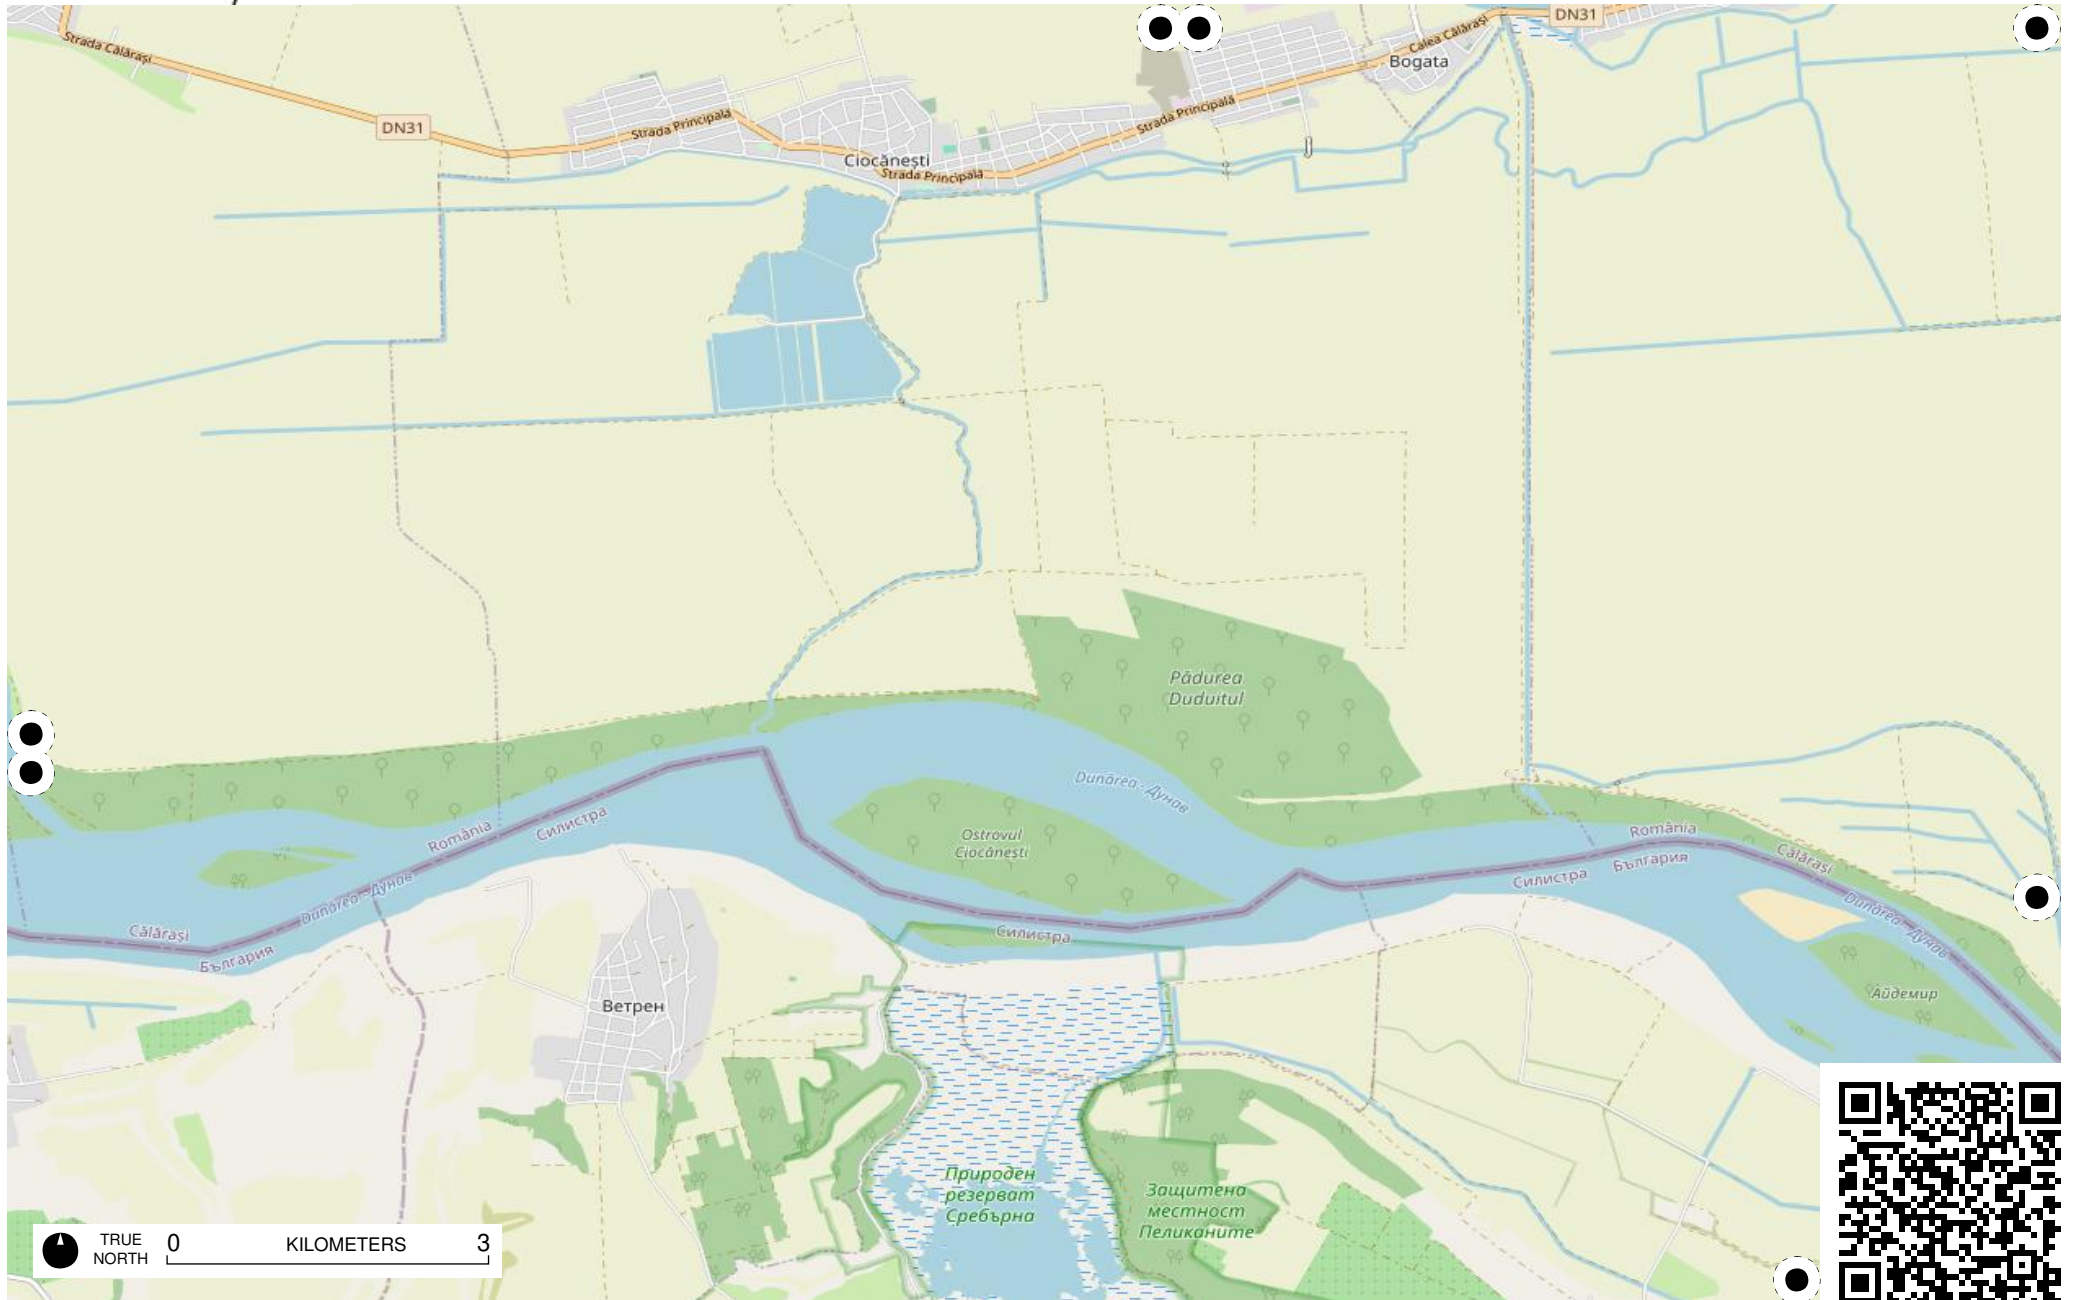 Strada Călărași
DN31
Strada Principală
Ciocănești
Strada Principală
Strada Principală
Calea Călărași
Bogata
DN31
Pădurea
Duduitul
Dunărea - Дунав
Ostrovul
Ciocănești
România
Силистра
Dunărea - Дунав
Călărași
България
Силистра
România
България
Силистра
Călărași
Dunărea - Дунав
Айдемир
Ветрен
Природен
резерват
Сребърна
Защитена
местност
Пеликаните
TRUE
NORTH
0 KILOMETERS 3